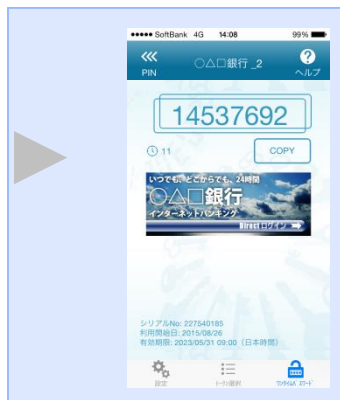 ●●●●● SoftBank 4G 14:08 99%
PIN
○△□銀行 _2
ヘルプ
14537692
11
COPY
いつでも、どこからでも、24時間
○△□銀行
インターネットバンキング
Direct ログイン
シリアルNo: 227540185
利用開始日: 2015/08/26
有効期限: 2023/05/31 09:00（日本時間）
設定
トークン選択
ワンタイムパスワード